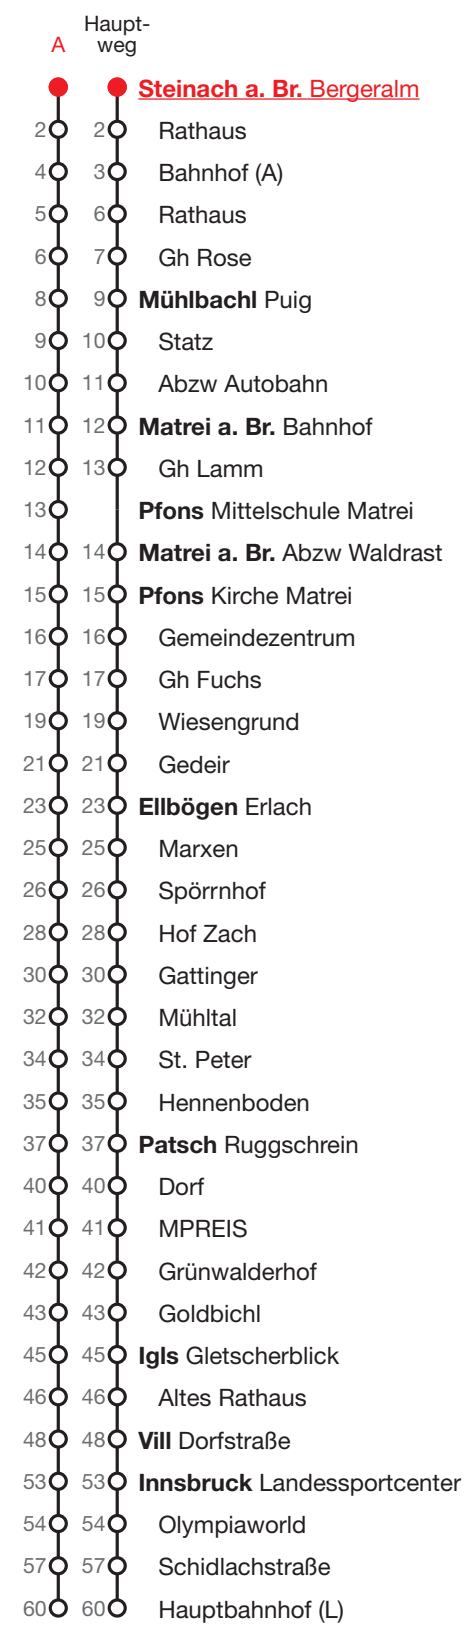 Haupt-
A weg
Steinach a. Br. Bergeralm
2 2 Rathaus
4 3 Bahnhof (A)
5 6 Rathaus
6 7 Gh Rose
8 9 Mühlbachl Puig
9 10 Statz
10 11 Abzw Autobahn
11 12 Matrei a. Br. Bahnhof
12 13 Gh Lamm
13 Pfons Mittelschule Matrei
14 14 Matrei a. Br. Abzw Waldrast
15 15 Pfons Kirche Matrei
16 16 Gemeindezentrum
17 17 Gh Fuchs
19 19 Wiesengrund
21 21 Gedeir
23 23 Ellbögen Erlach
25 25 Marxen
26 26 Spörrnhof
28 28 Hof Zach
30 30 Gattinger
32 32 Mühltal
34 34 St. Peter
35 35 Hennenboden
37 37 Patsch Ruggschrein
40 40 Dorf
41 41 MPREIS
42 42 Grünwalderhof
43 43 Goldbichl
45 45 Igls Gletscherblick
46 46 Altes Rathaus
48 48 Vill Dorfstraße
53 53 Innsbruck Landessportcenter
54 54 Olympiaworld
57 57 Schidlachstraße
60 60 Hauptbahnhof (L)